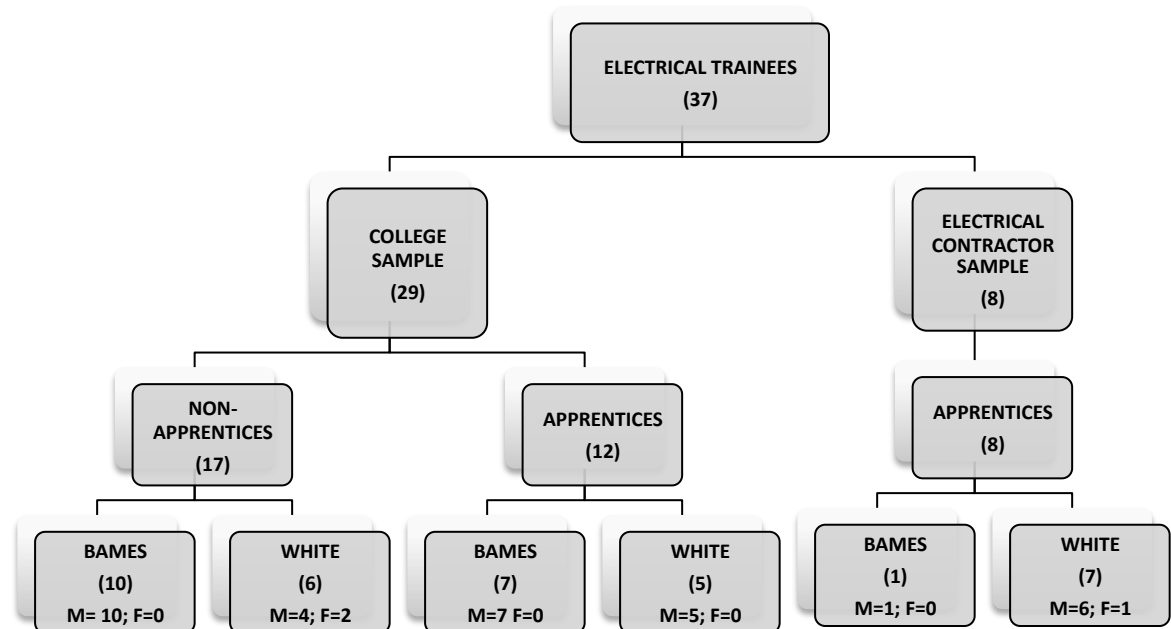 ELECTRICAL TRAINEES
(37)
COLLEGE
SAMPLE
(29)
ELECTRICAL
CONTRACTOR
SAMPLE
(8)
NON-
APPRENTICES
(17)
APPRENTICES
(12)
APPRENTICES
(8)
BAMES
(10)
M= 10; F=0
WHITE
(6)
M=4; F=2
BAMES
(7)
M=7 F=0
WHITE
(5)
M=5; F=0
BAMES
(1)
M=1; F=0
WHITE
(7)
M=6; F=1